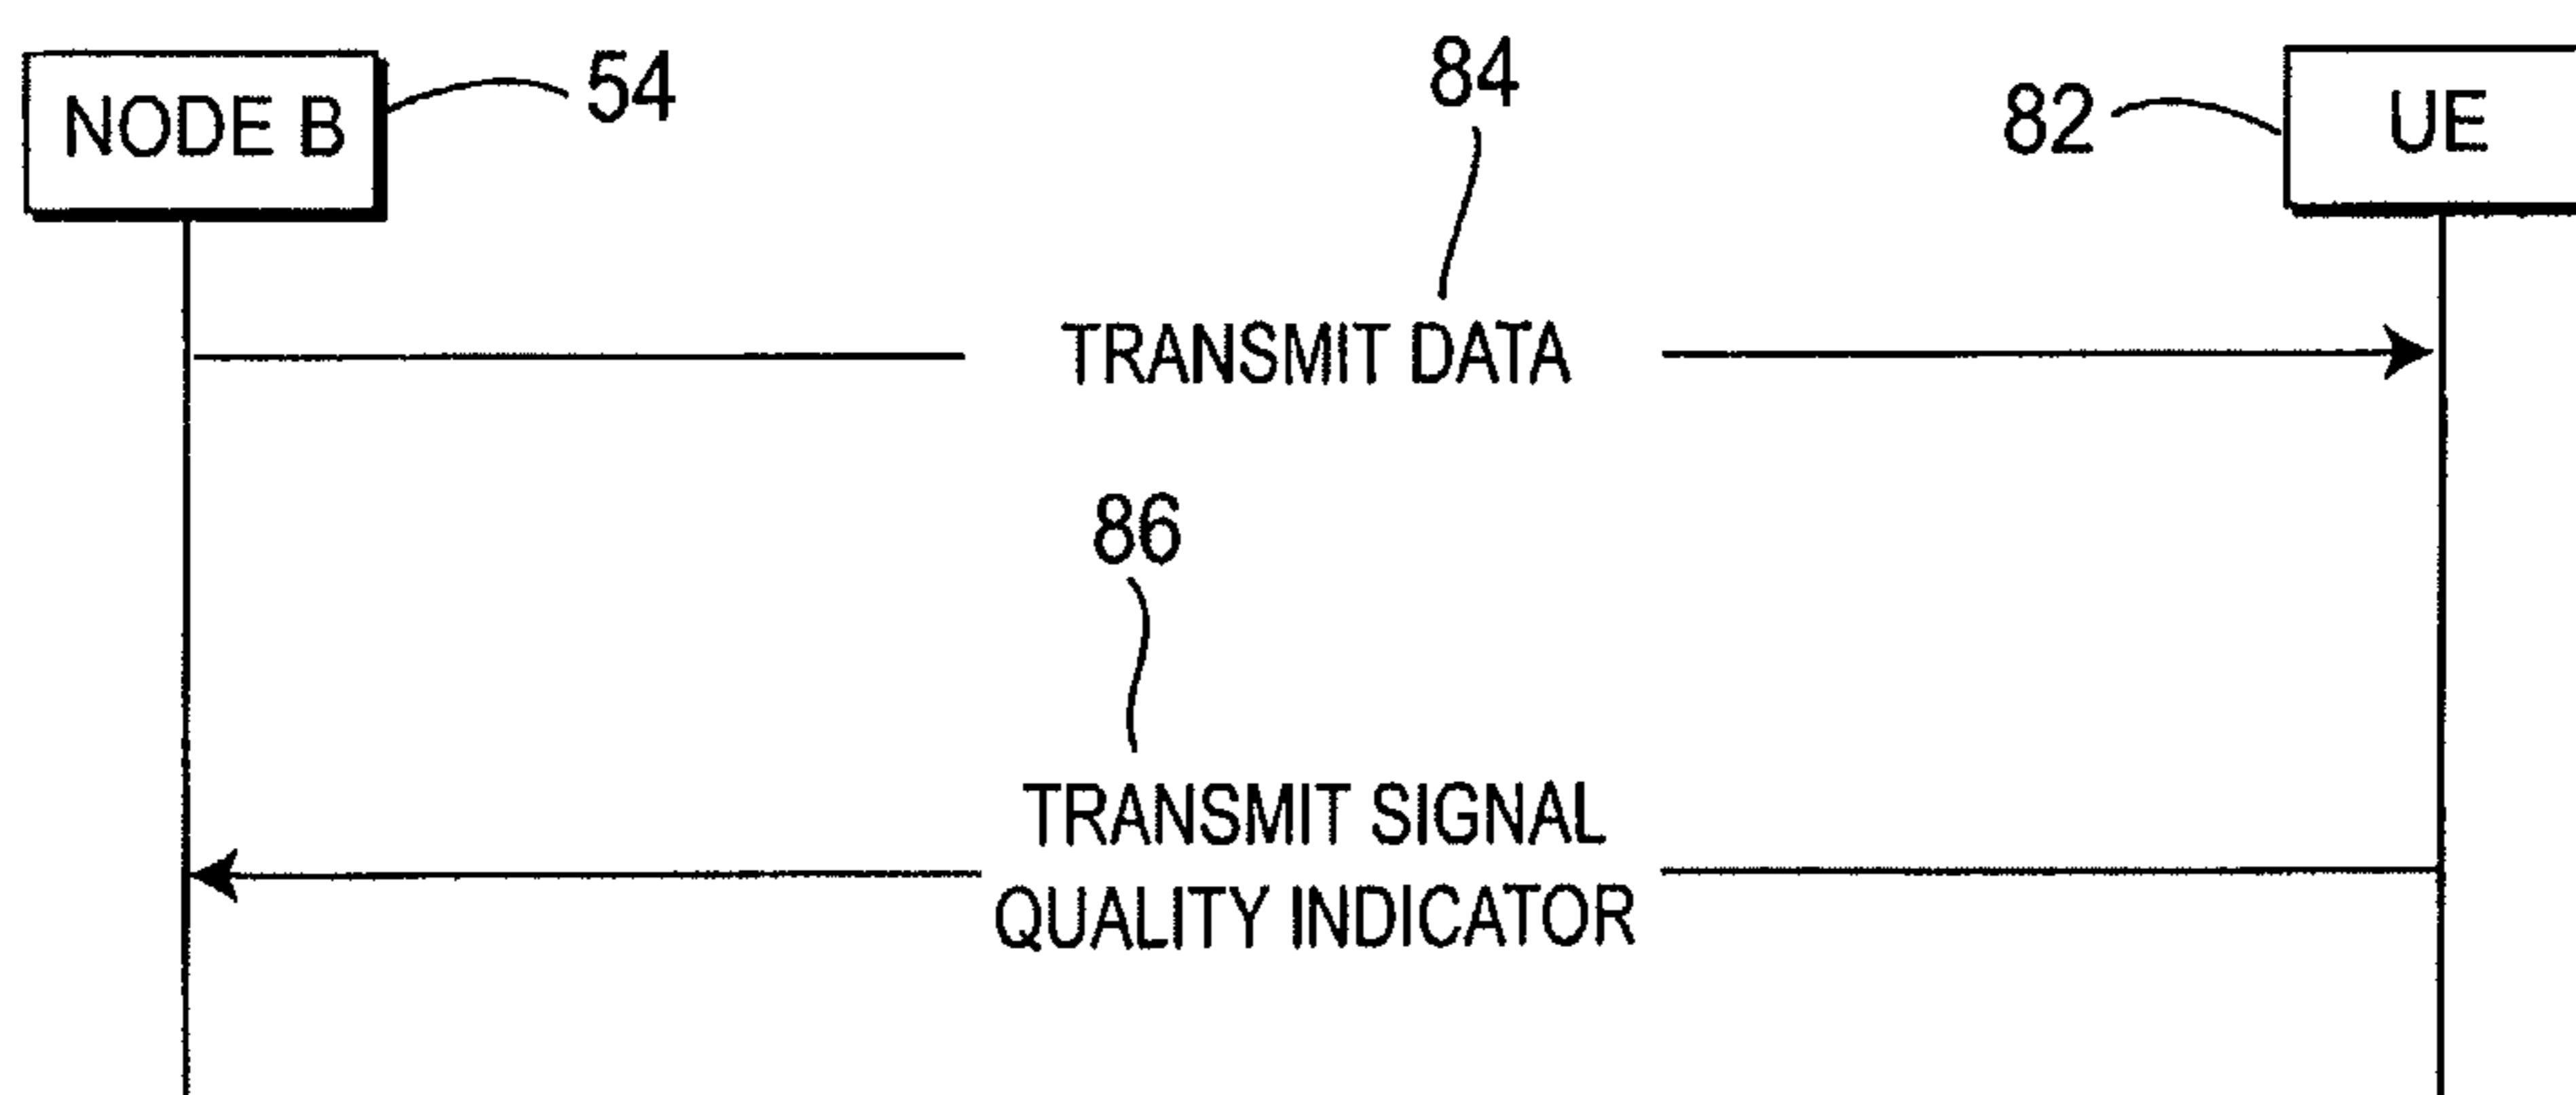 NODE B
54
84
82
UE
TRANSMIT DATA
86
TRANSMIT SIGNAL
QUALITY INDICATOR